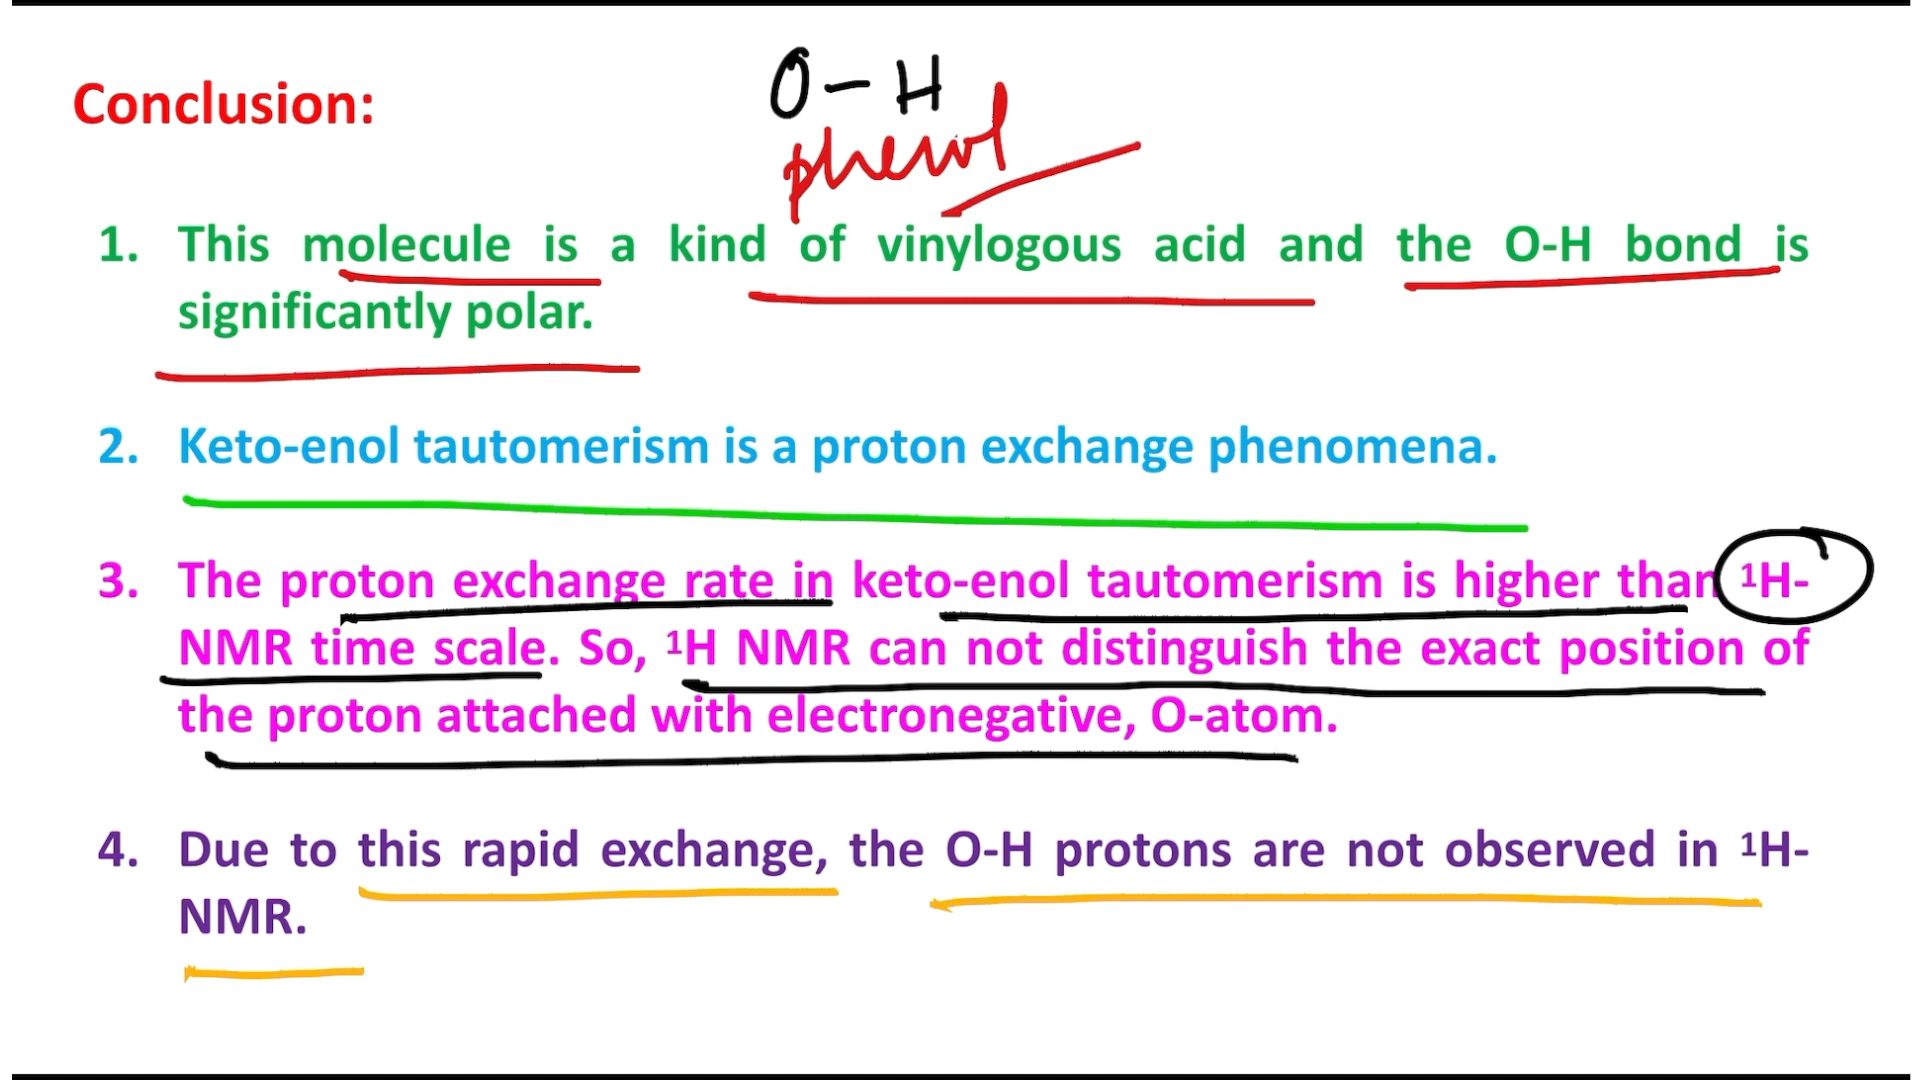 O-H
Conclusion:
phenol
1. This molecule is a kind of vinylogous acid and the O-H bond is
significantly polar.
2. Keto-enol tautomerism is a proton exchange phenomena.
3. The proton exchange rate in keto-enol tautomerism is higher than ¹H-
NMR time scale. So, ¹H NMR can not distinguish the exact position of
the proton attached with electronegative, O-atom.
4. Due to this rapid exchange, the O-H protons are not observed in ¹H-
NMR.